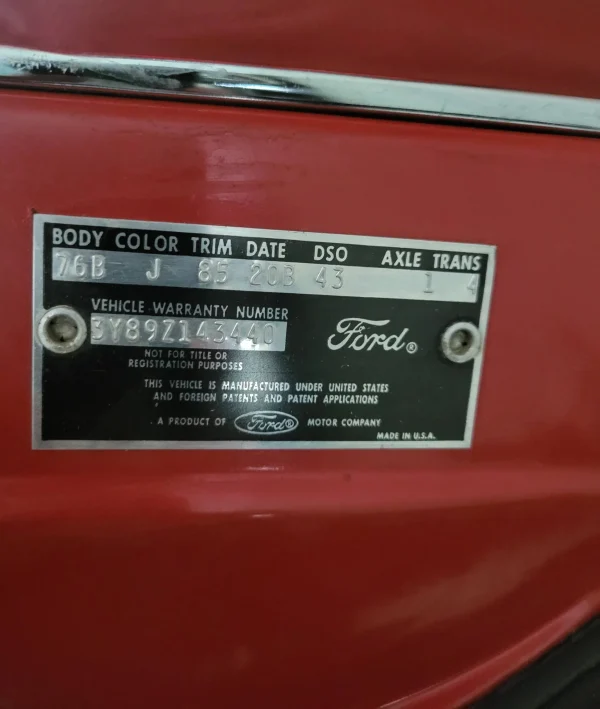 BODY COLOR TRIM DATE DSO AXLE TRANS
76B J 85 20B 43 1 4
VEHICLE WARRANTY NUMBER
3Y89Z143440
Ford®
NOT FOR TITLE OR
REGISTRATION PURPOSES
THIS VEHICLE IS MANUFACTURED UNDER UNITED STATES
AND FOREIGN PATENTS AND PATENT APPLICATIONS
A PRODUCT OF Ford® MOTOR COMPANY
MADE IN U.S.A.